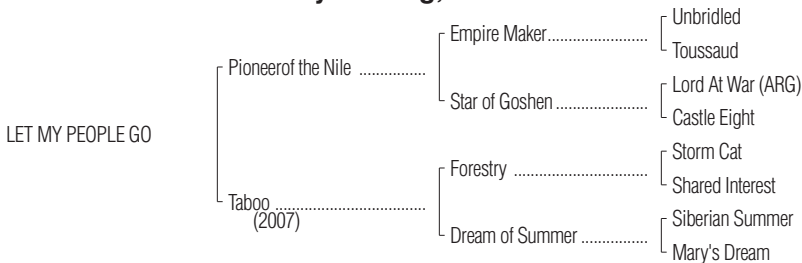 Unbridled
Empire Maker....................
Toussaud
Pioneerof the Nile ................
Lord At War (ARG)
Star of Goshen..................
Castle Eight
LET MY PEOPLE GO
Storm Cat
Forestry ..........................
Shared Interest
Taboo ....................................
(2007)
Siberian Summer
Dream of Summer .............
Mary's Dream